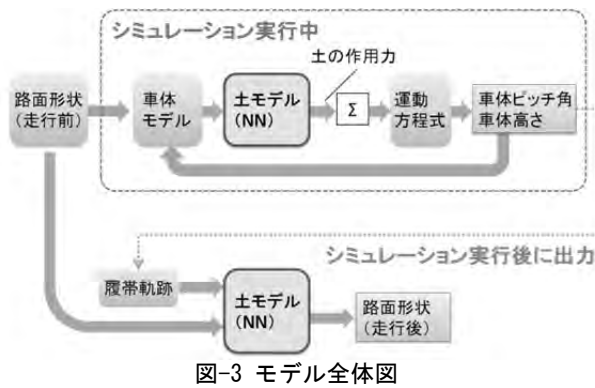 シミュレーション実行中
土の作用力
路面形状
(走行前)
車体
モデル
土モデル
(NN)
Σ
運動
方程式
車体ピッチ角
車体高さ
シミュレーション実行後に出力
履帯軌跡
土モデル
(NN)
路面形状
(走行後)
図-3 モデル全体図